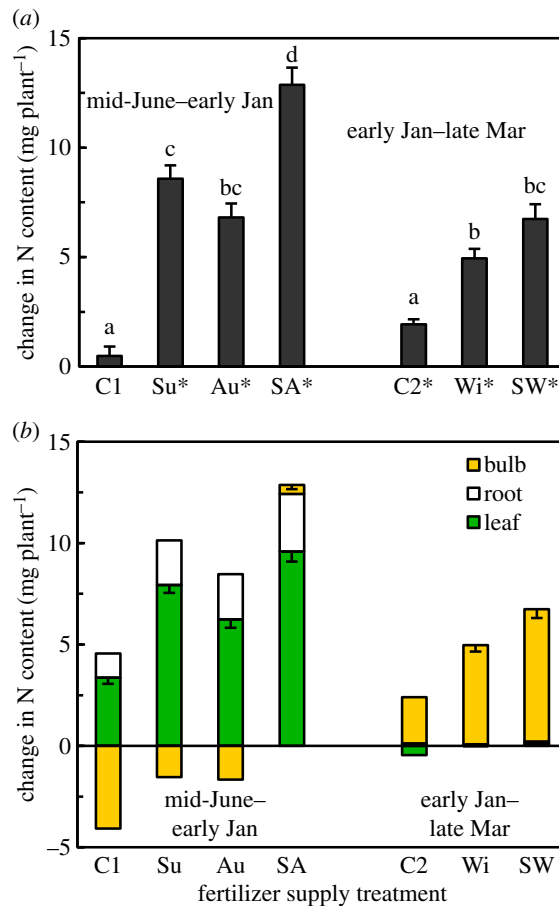 (a)
15
10
5
0
change in N content (mg plant⁻¹)
mid-June–early Jan
early Jan–late Mar
a
c
bc
d
a
b
bc
C1 Su* Au* SA* C2* Wi* SW*
(b)
15
10
5
0
–5
change in N content (mg plant⁻¹)
bulb
root
leaf
mid-June–
early Jan
early Jan–
late Mar
C1 Su Au SA C2 Wi SW
fertilizer supply treatment